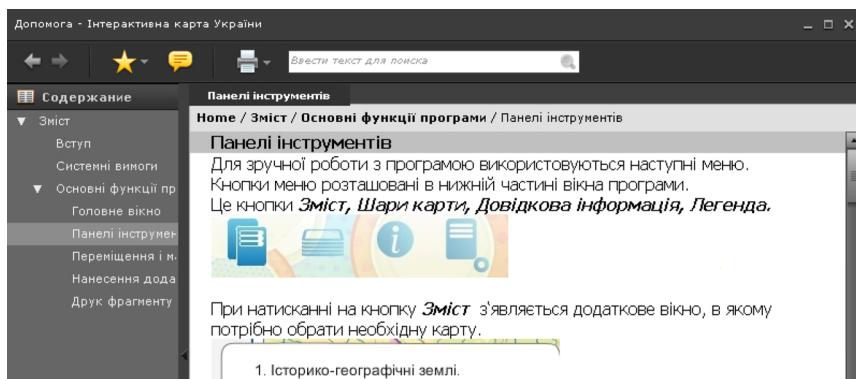 Допомога - Інтерактивна карта України
Ввести текст для поиска
Содержание
Зміст
Вступ
Системні вимоги
Основні функції пр
Головне вікно
Панелі інструмен
Переміщення і м
Нанесення дода
Друк фрагменту
Панелі інструментів
Home / Зміст / Основні функції програми / Панелі інструментів
Панелі інструментів
Для зручної роботи з програмою використовуються наступні меню.
Кнопки меню розташовані в нижній частині вікна програми.
Це кнопки Зміст, Шари карти, Довідкова інформація, Легенда.
При натисканні на кнопку Зміст з'являється додаткове вікно, в якому
потрібно обрати необхідну карту.
1. Історико-географічні землі.